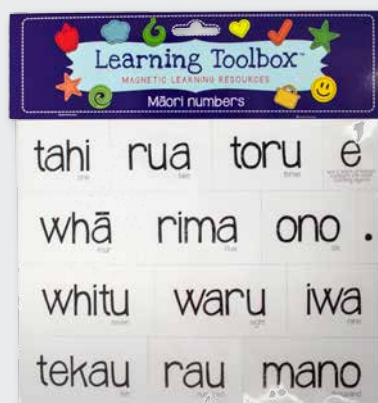 Learning Toolbox™
MAGNETIC LEARNING RESOURCES
Māori numbers
tahi rua toru e
one two three
whā rima ono .
four five six
whitu waru iwa
seven eight nine
tekau rau mano
ten